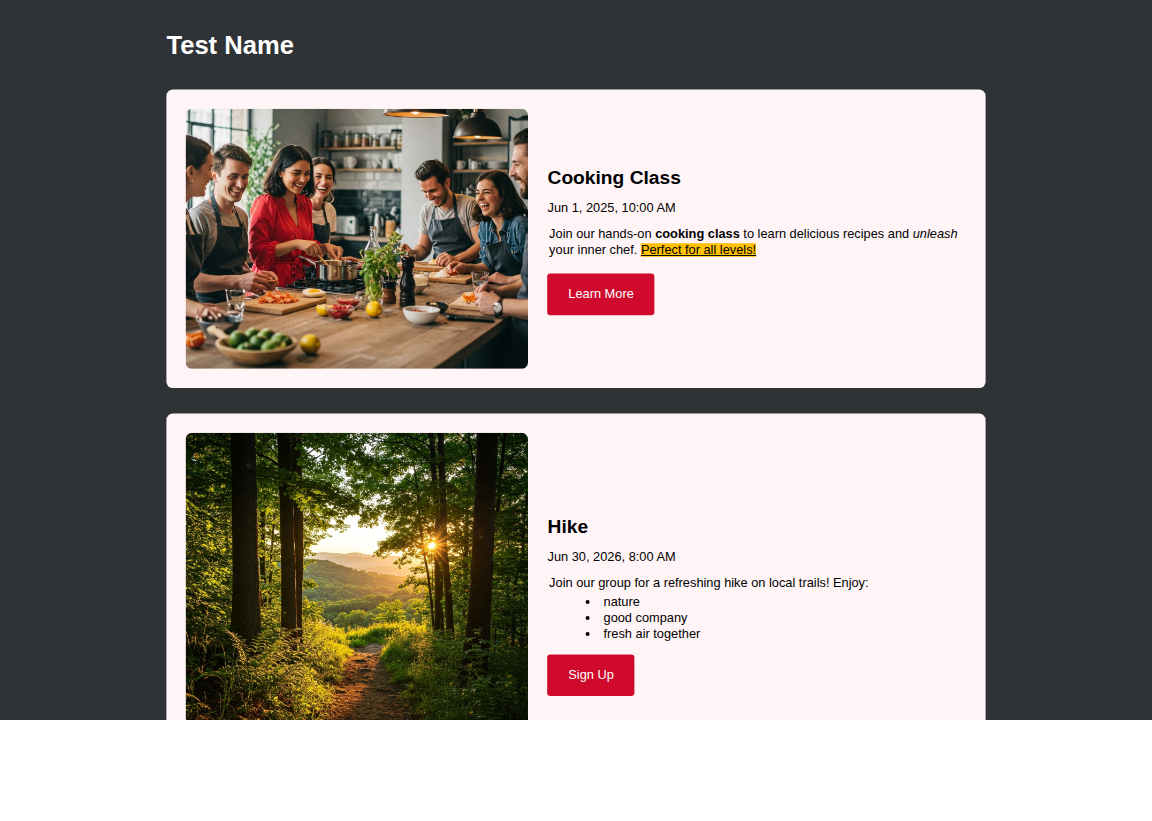 Test Name
Cooking Class
Jun 1, 2025, 10:00 AM
Join our hands-on cooking class to learn delicious recipes and unleash
your inner chef. Perfect for all levels!
Learn More
Hike
Jun 30, 2026, 8:00 AM
Join our group for a refreshing hike on local trails! Enjoy:
• nature
• good company
• fresh air together
Sign Up